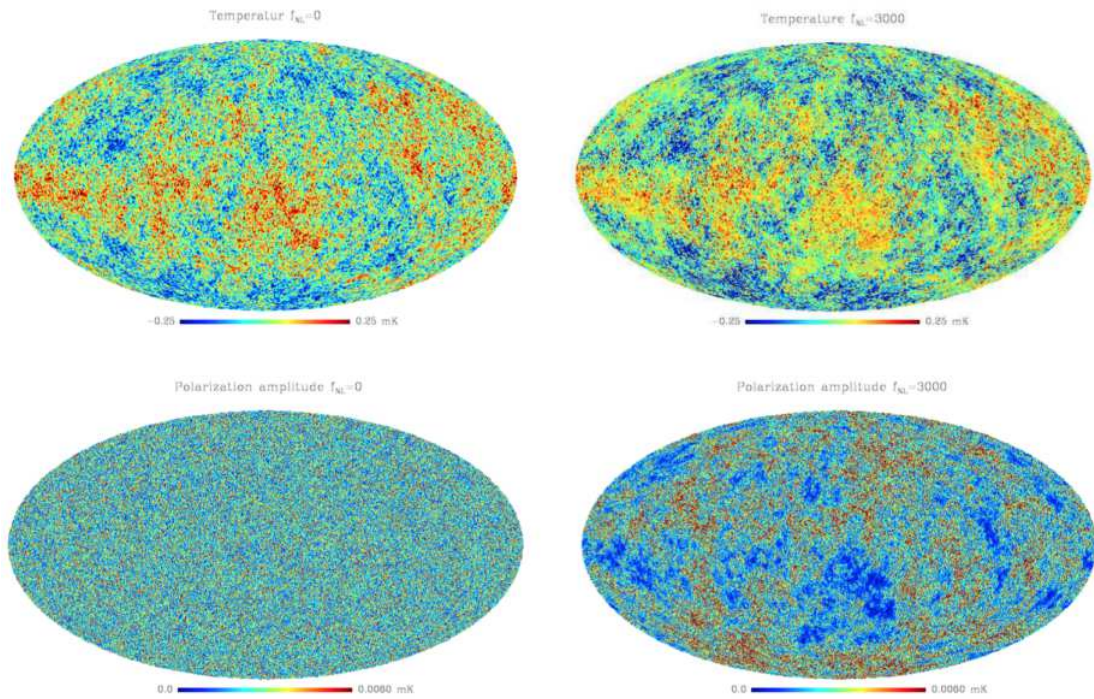 Temperatur f_NL=0
Temperature f_NL=3000
-0.25 0.25 mK
-0.25 0.25 mK
Polarization amplitude f_NL=0
Polarization amplitude f_NL=3000
0.0 0.0060 mK
0.0 0.0060 mK